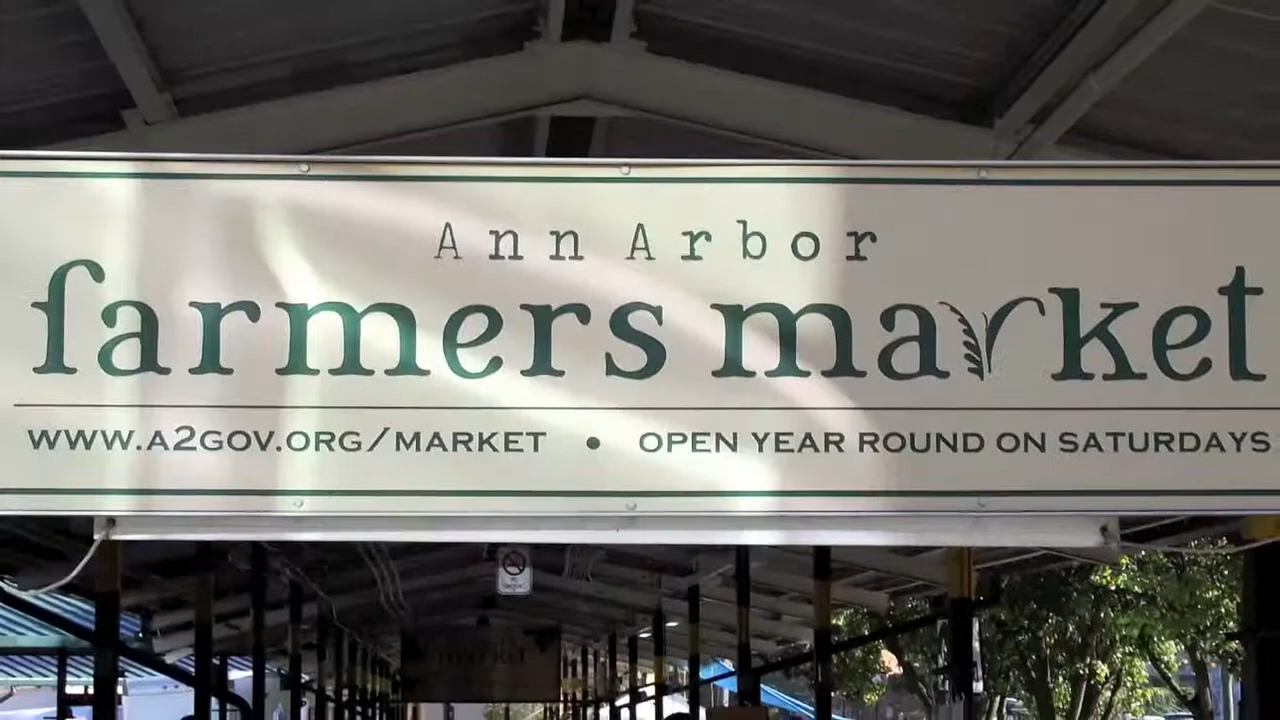 Ann Arbor
farmers market
WWW.A2GOV.ORG/MARKET • OPEN YEAR ROUND ON SATURDAYS